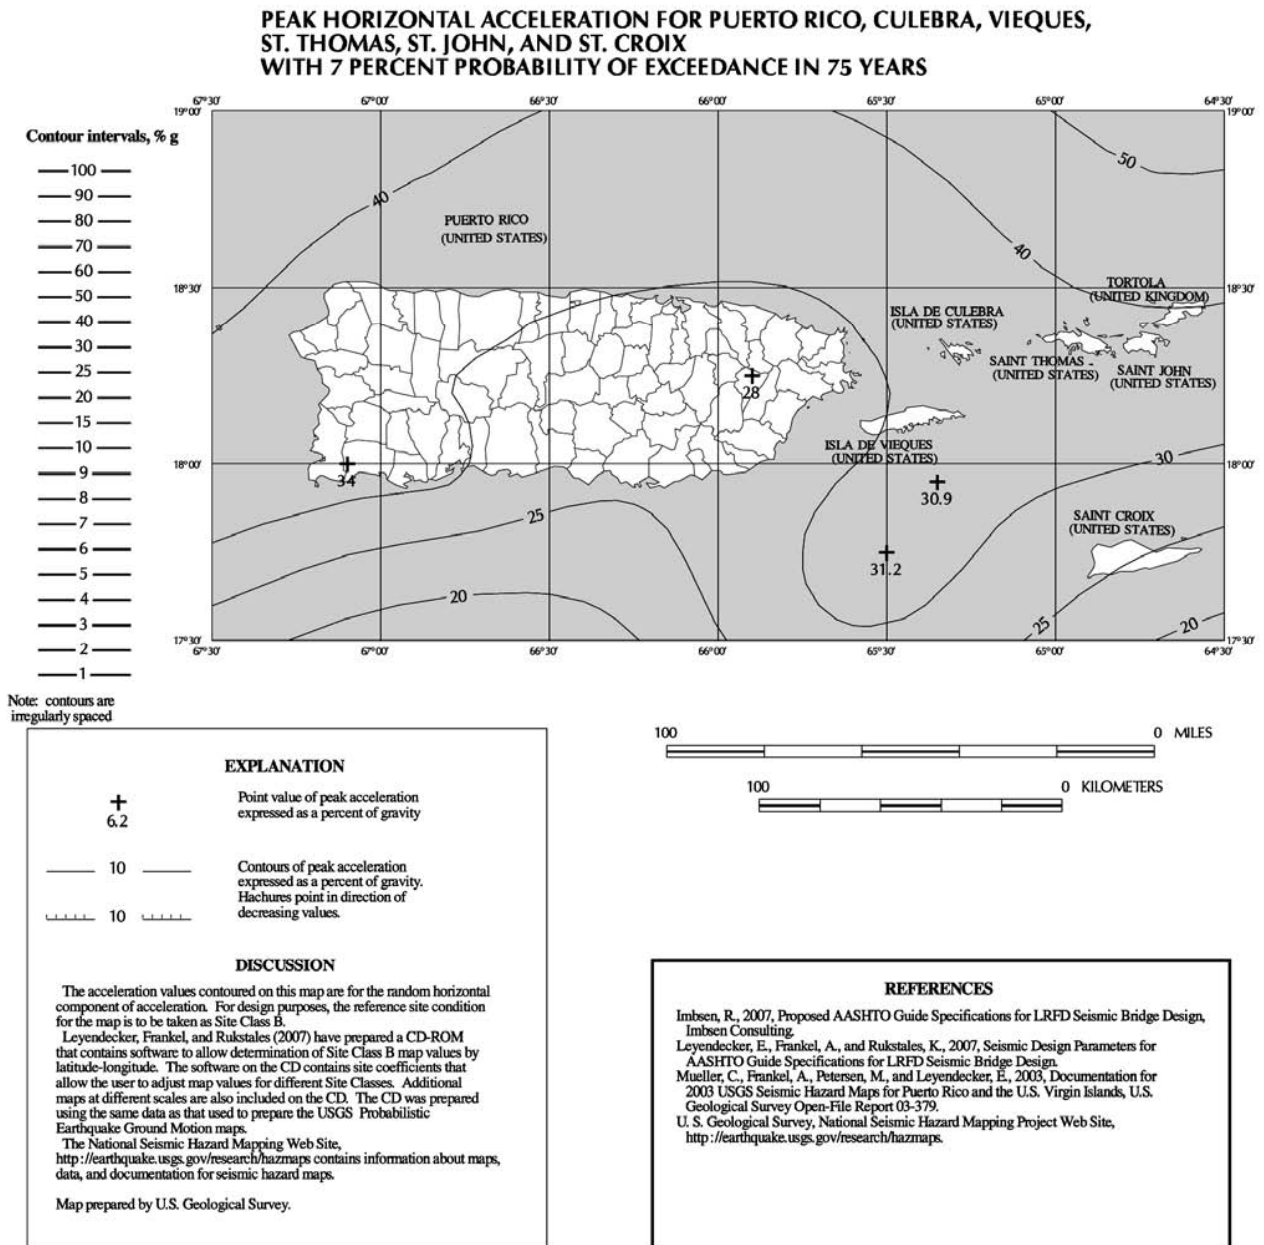 PEAK HORIZONTAL ACCELERATION FOR PUERTO RICO, CULEBRA, VIEQUES,
ST. THOMAS, ST. JOHN, AND ST. CROIX
WITH 7 PERCENT PROBABILITY OF EXCEEDANCE IN 75 YEARS
67°30' 67°00' 66°30' 66°00' 65°30' 65°00' 64°30'
19°00' 19°00'
Contour intervals, % g
100
90
80
70
60
50
40
30
25
20
15
10
9
8
7
6
5
4
3
2
1
Note: contours are
irregularly spaced
50
40
PUERTO RICO
(UNITED STATES)
40
18°30' 18°30'
TORTOLA
(UNITED KINGDOM)
ISLA DE CULEBRA
(UNITED STATES)
SAINT THOMAS
(UNITED STATES)
SAINT JOHN
(UNITED STATES)
28
ISLA DE VIEQUES
(UNITED STATES)
18°00' 18°00'
30
34
30.9
SAINT CROIX
(UNITED STATES)
25
31.2
20
25
20
17°30' 17°30'
67°30' 67°00' 66°30' 66°00' 65°30' 65°00' 64°30'
100 0 MILES
100 0 KILOMETERS
EXPLANATION
6.2
Point value of peak acceleration
expressed as a percent of gravity
10
10
Contours of peak acceleration
expressed as a percent of gravity.
Hachures point in direction of
decreasing values.
DISCUSSION
The acceleration values contoured on this map are for the random horizontal
component of acceleration. For design purposes, the reference site condition
for the map is to be taken as Site Class B.
Leyendecker, Frankel, and Rukstales (2007) have prepared a CD-ROM
that contains software to allow determination of Site Class B map values by
latitude-longitude. The software on the CD contains site coefficients that
allow the user to adjust map values for different Site Classes. Additional
maps at different scales are also included on the CD. The CD was prepared
using the same data as that used to prepare the USGS Probabilistic
Earthquake Ground Motion maps.
The National Seismic Hazard Mapping Web Site,
http://earthquake.usgs.gov/research/hazmaps contains information about maps,
data, and documentation for seismic hazard maps.
Map prepared by U.S. Geological Survey.
REFERENCES
Imbsen, R., 2007, Proposed AASHTO Guide Specifications for LRFD Seismic Bridge Design,
Imbsen Consulting.
Leyendecker, E., Frankel, A., and Rukstales, K., 2007, Seismic Design Parameters for
AASHTO Guide Specifications for LRFD Seismic Bridge Design.
Mueller, C., Frankel, A., Petersen, M., and Leyendecker, E., 2003, Documentation for
2003 USGS Seismic Hazard Maps for Puerto Rico and the U.S. Virgin Islands, U.S.
Geological Survey Open-File Report 03-379.
U. S. Geological Survey, National Seismic Hazard Mapping Project Web Site,
http://earthquake.usgs.gov/research/hazmaps.